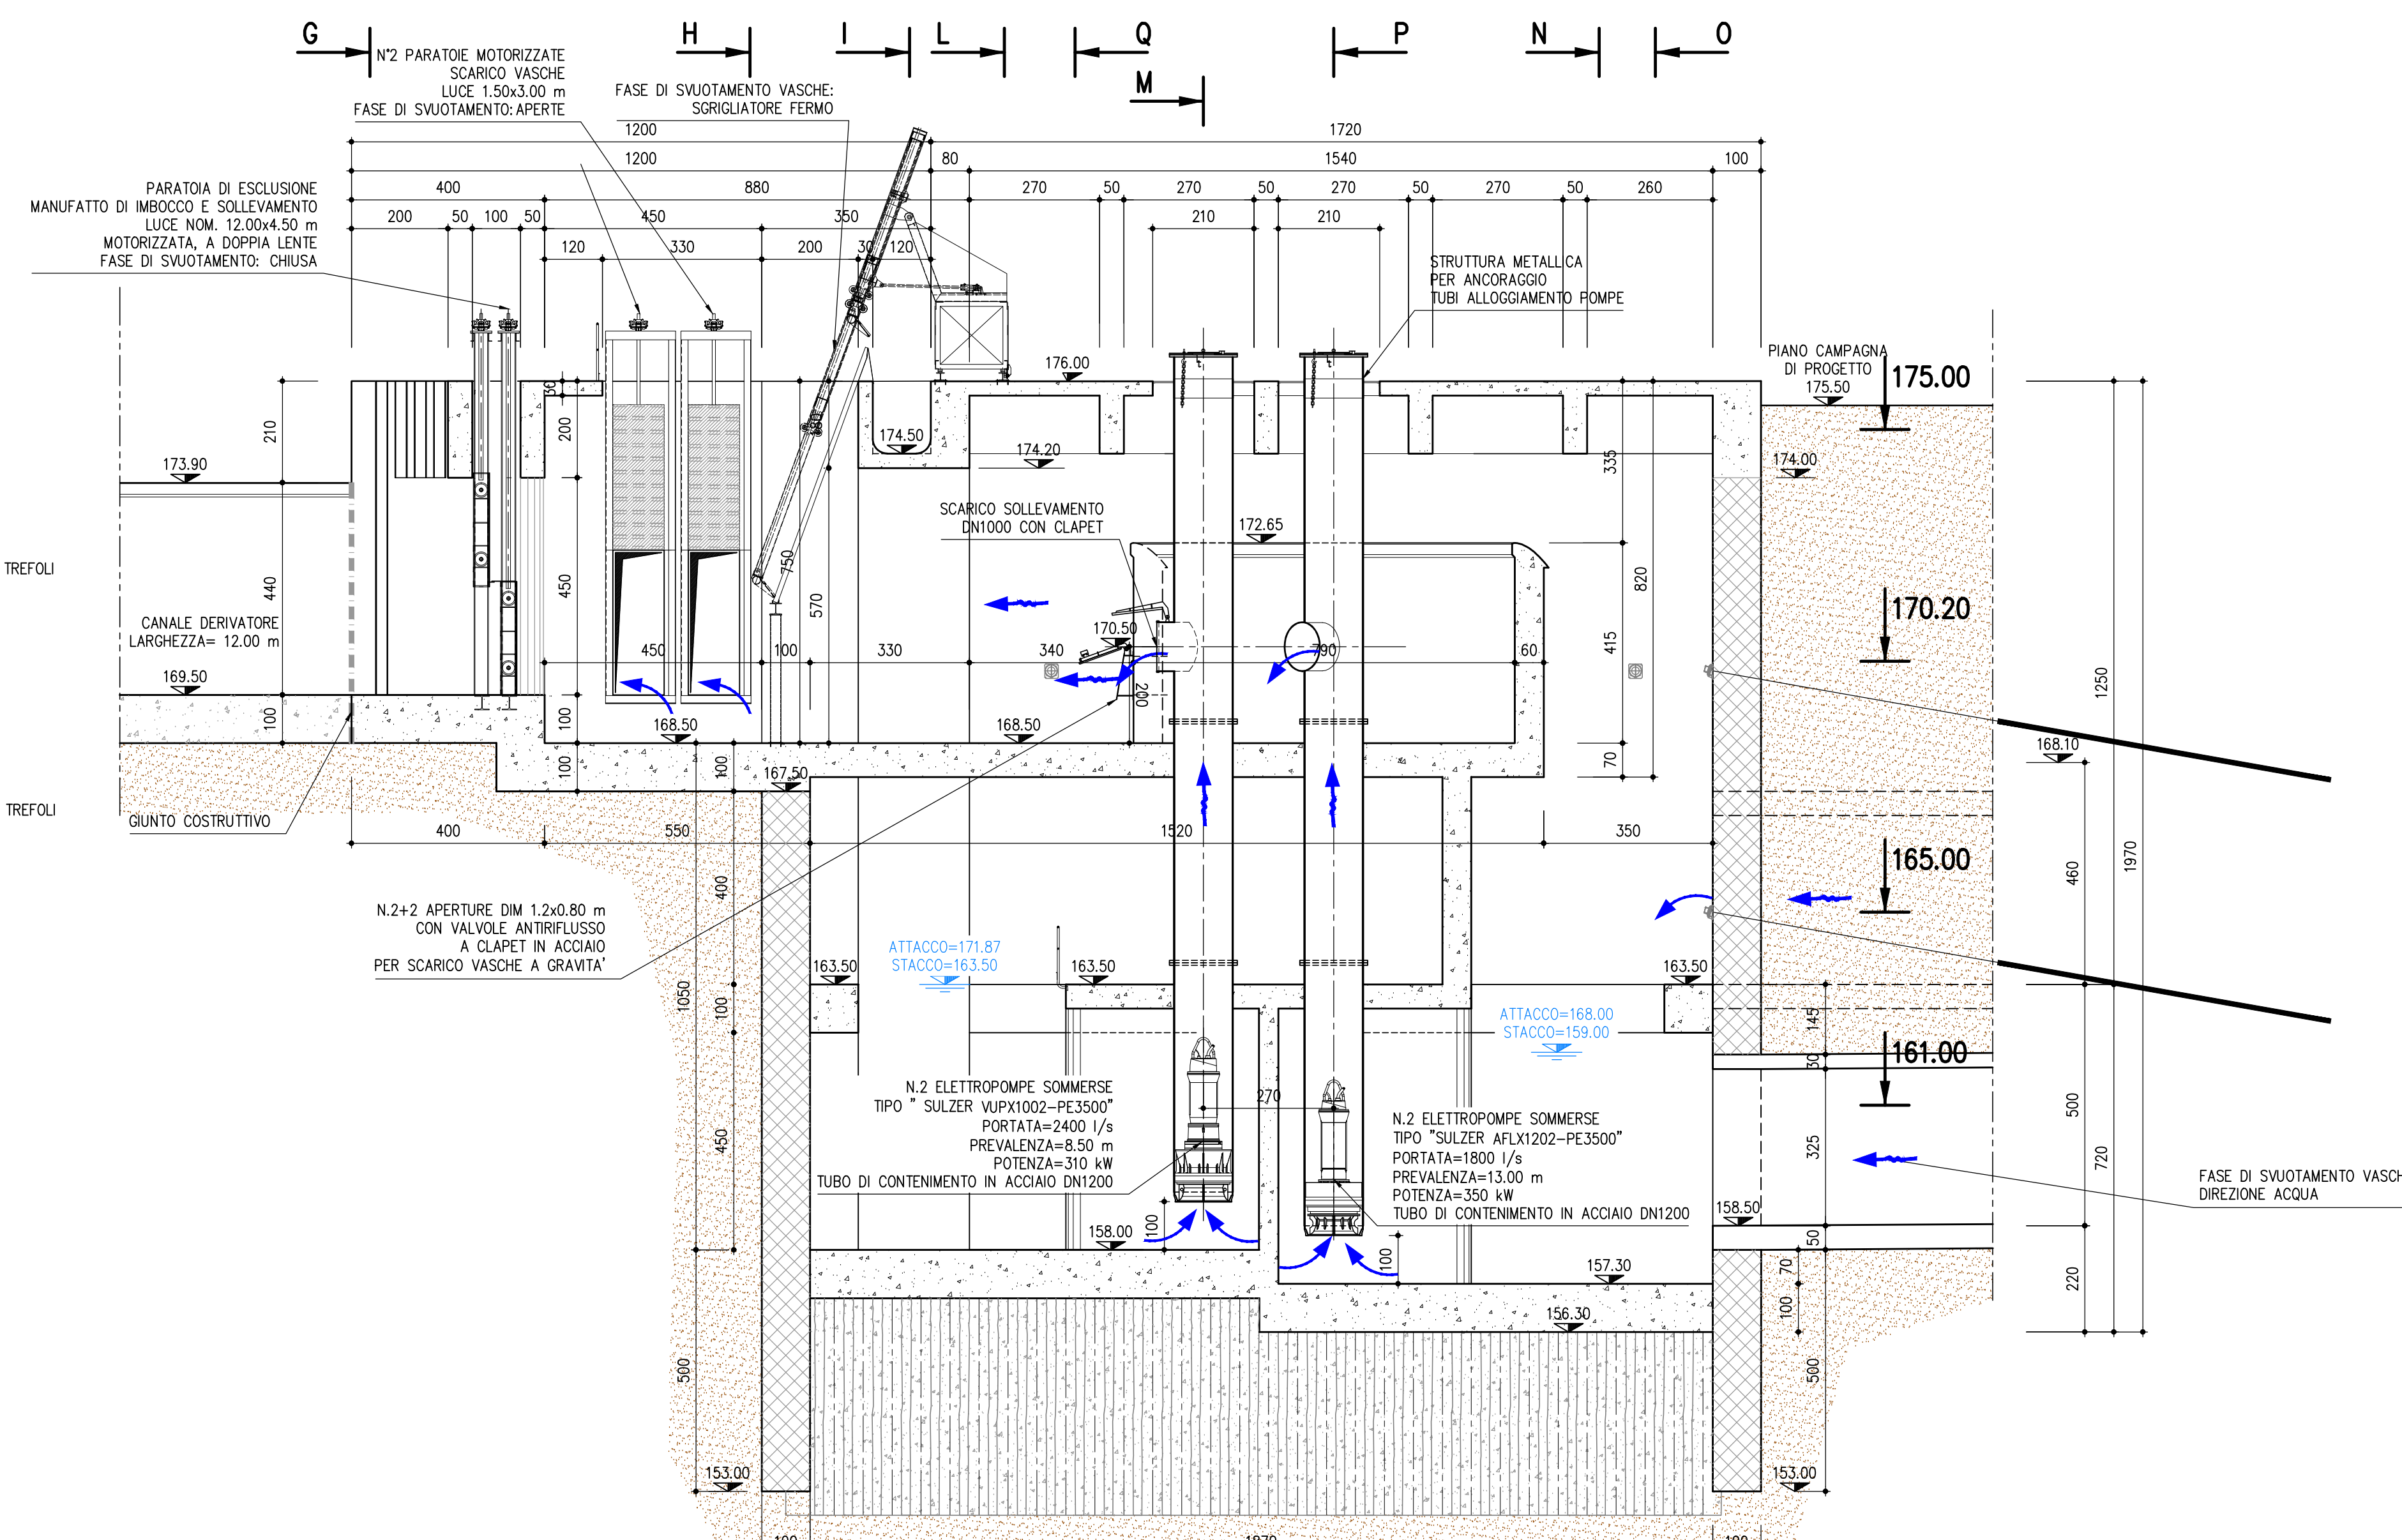 G
H
I
L
Q
P
N
O
M
N°2 PARATOIE MOTORIZZATE
SCARICO VASCHE
LUCE 1.50x3.00 m
FASE DI SVUOTAMENTO: APERTE
FASE DI SVUOTAMENTO VASCHE:
SGRIGLIATORE FERMO
1200
1720
1200
80
1540
100
PARATOIA DI ESCLUSIONE
MANUFATTO DI IMBOCCO E SOLLEVAMENTO
LUCE NOM. 12.00x4.50 m
MOTORIZZATA, A DOPPIA LENTE
FASE DI SVUOTAMENTO: CHIUSA
400
880
270
50
270
50
270
50
270
50
260
200
50
100
50
450
350
210
210
120
330
200
30
120
STRUTTURA METALLICA
PER ANCORAGGIO
TUBI ALLOGGIAMENTO POMPE
PIANO CAMPAGNA
DI PROGETTO
175.50
175.00
176.00
30
200
210
180
174.50
174.20
335
174.00
173.90
SCARICO SOLLEVAMENTO
DN1000 CON CLAPET
172.65
TREFOLI
440
450
750
570
820
170.20
CANALE DERIVATORE
LARGHEZZA= 12.00 m
170.50
415
450
100
330
340
790
60
169.50
200
1250
100
100
168.50
168.50
100
100
167.50
70
168.10
TREFOLI
GIUNTO COSTRUTTIVO
400
550
1520
350
165.00
460
1970
400
N.2+2 APERTURE DIM 1.2x0.80 m
CON VALVOLE ANTIRIFLUSSO
A CLAPET IN ACCIAIO
PER SCARICO VASCHE A GRAVITA'
ATTACCO=171.87
STACCO=163.50
163.50
163.50
163.50
1050
100
ATTACCO=168.00
STACCO=159.00
145
161.00
30
N.2 ELETTROPOMPE SOMMERSE
TIPO " SULZER VUPX1002-PE3500"
PORTATA=2400 l/s
PREVALENZA=8.50 m
POTENZA=310 kW
TUBO DI CONTENIMENTO IN ACCIAIO DN1200
270
N.2 ELETTROPOMPE SOMMERSE
TIPO "SULZER AFLX1202-PE3500"
PORTATA=1800 l/s
PREVALENZA=13.00 m
POTENZA=350 kW
TUBO DI CONTENIMENTO IN ACCIAIO DN1200
450
325
500
720
FASE DI SVUOTAMENTO
DIREZIONE ACQUA
158.50
100
158.00
50
100
157.30
70
220
156.30
100
500
500
153.00
153.00